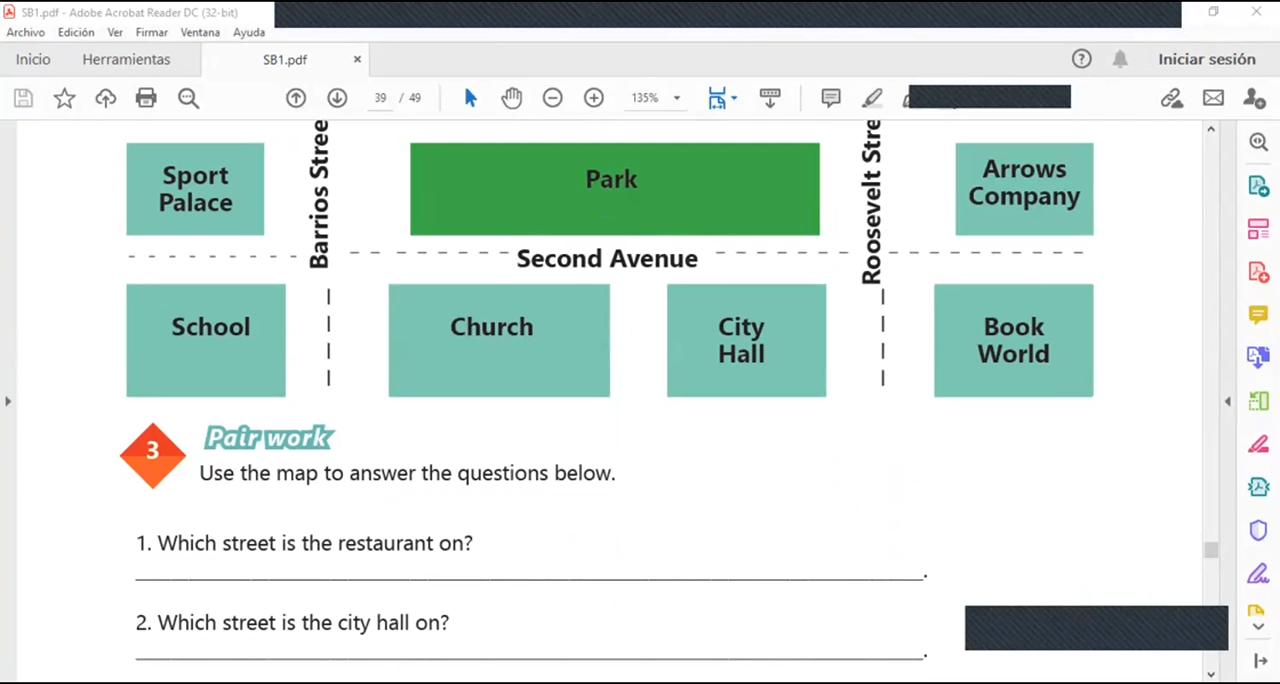 SB1.pdf - Adobe Acrobat Reader DC (32-bit)
Archivo Edición Ver Firmar Ventana Ayuda
Inicio Herramientas SB1.pdf × Iniciar sesión
39 / 49 135%
Sport
Palace
Barrios Stree
Park
Roosevelt Stre
Arrows
Company
Second Avenue
School
Church
City
Hall
Book
World
3 Pair work
Use the map to answer the questions below.
1. Which street is the restaurant on?
2. Which street is the city hall on?